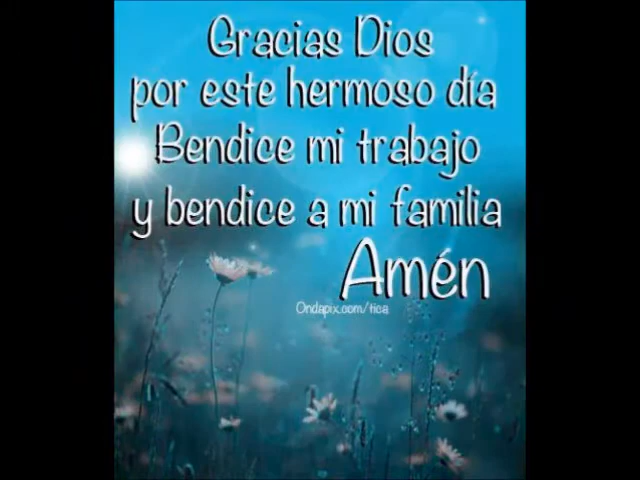 Gracias Dios
por este hermoso día
Bendice mi trabajo
y bendice a mi familia
Amén
Ondapix.com/tica